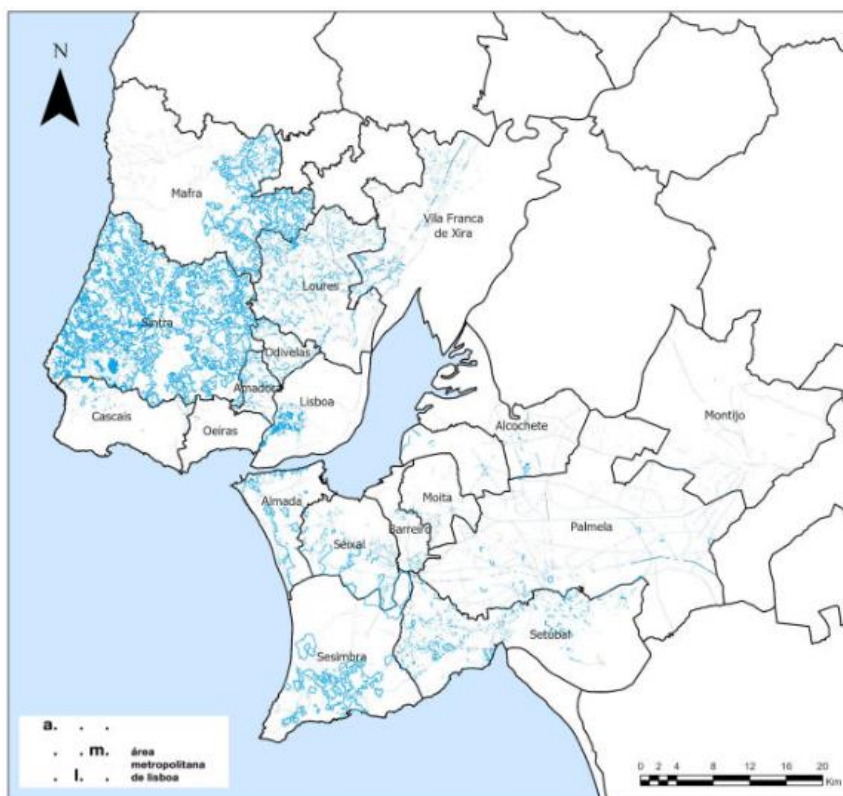 N
Mafra
Vila Franca
de Xira
Loures
Sintra
Odivelas
Amadora
Lisboa
Cascais
Oeiras
Alcochete
Montijo
Almada
Moita
Seixal
Barreiro
Palmela
Setúbal
Sesimbra
a. . .
. . m. área
metropolitana
. l. . de lisboa
0 2 4 8 12 16 20
Km